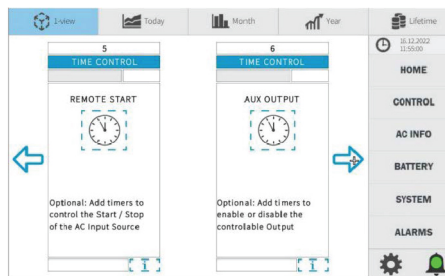 1-view
Today
Month
Year
Lifetime
5
TIME CONTROL
REMOTE START
Optional: Add timers to
control the Start / Stop
of the AC Input Source
i
6
TIME CONTROL
AUX OUTPUT
Optional: Add timers to
enable or disable the
controlable Output
i
16.12.2022
11:55:00
HOME
CONTROL
AC INFO
BATTERY
SYSTEM
ALARMS